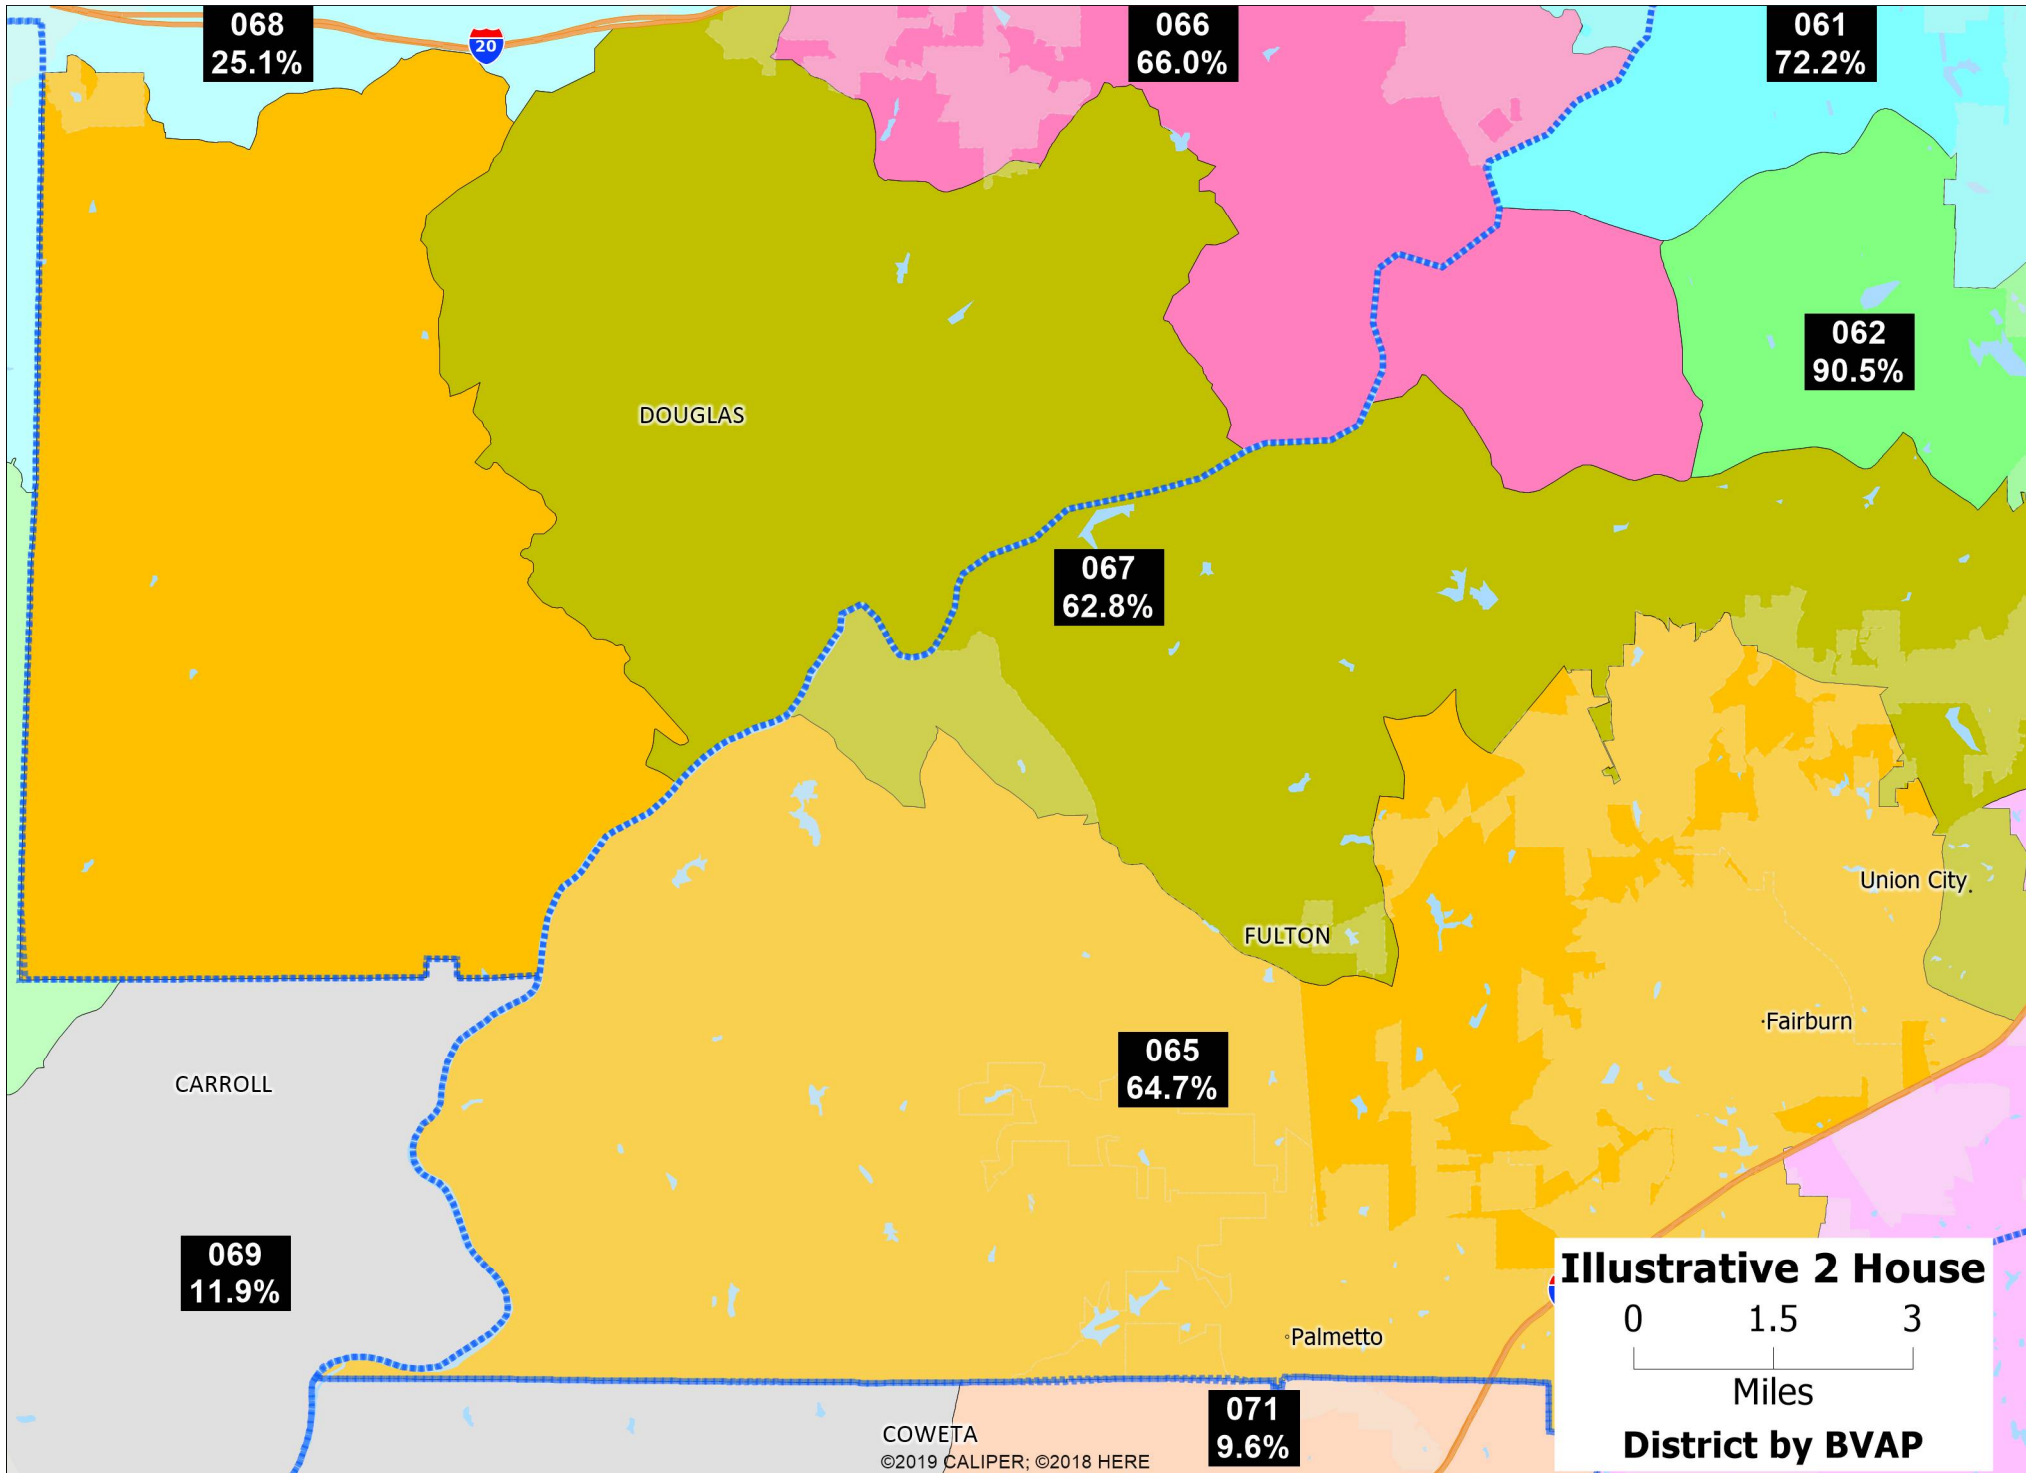 068
25.1%
20
066
66.0%
061
72.2%
062
90.5%
DOUGLAS
067
62.8%
Union City
FULTON
Fairburn
065
64.7%
CARROLL
069
11.9%
Palmetto
071
9.6%
COWETA
©2019 CALIPER; ©2018 HERE
Illustrative 2 House
0 1.5 3
Miles
District by BVAP